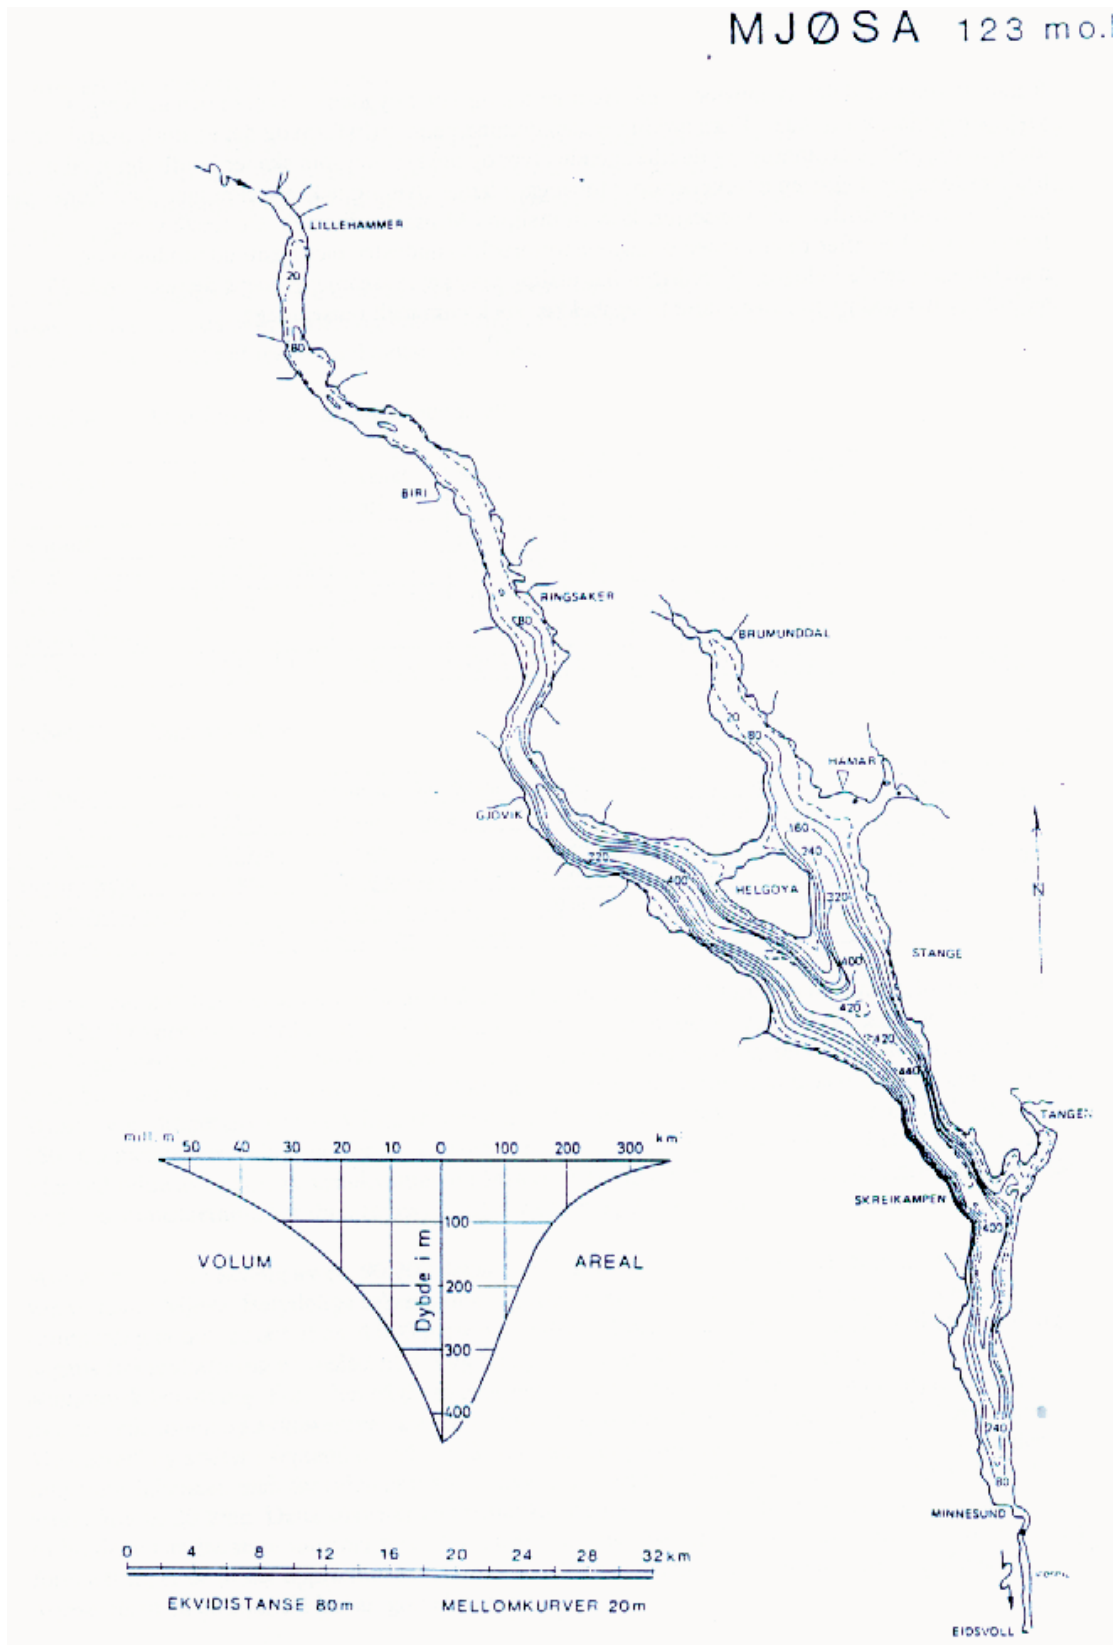 MJØSA 123 mo.h
LILLEHAMMER
20
80
BIRI
RINGSAKER
80
BRUMUNDDAL
20
80
HAMAR
GJØVIK
160
240
320
400
HELGØYA
320
STANGE
400
420
420
440
TANGEN
N
mill. m³ 50 40 30 20 10 0 100 200 300 km²
SKREIKAMPEN
400
100
VOLUM
Dybde i m
AREAL
200
300
400
240
80
MINNESUND
0 4 8 12 16 20 24 28 32 km
EKVIDISTANSE 80m MELLOMKURVER 20m
EIDSVOLL